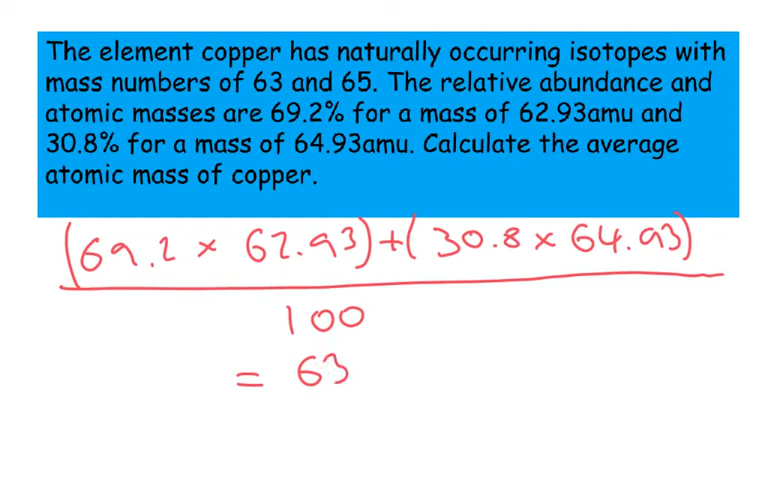 The element copper has naturally occurring isotopes with
mass numbers of 63 and 65. The relative abundance and
atomic masses are 69.2% for a mass of 62.93amu and
30.8% for a mass of 64.93amu. Calculate the average
atomic mass of copper.
(69.2 × 62.93)+(30.8 × 64.93)
100
= 63